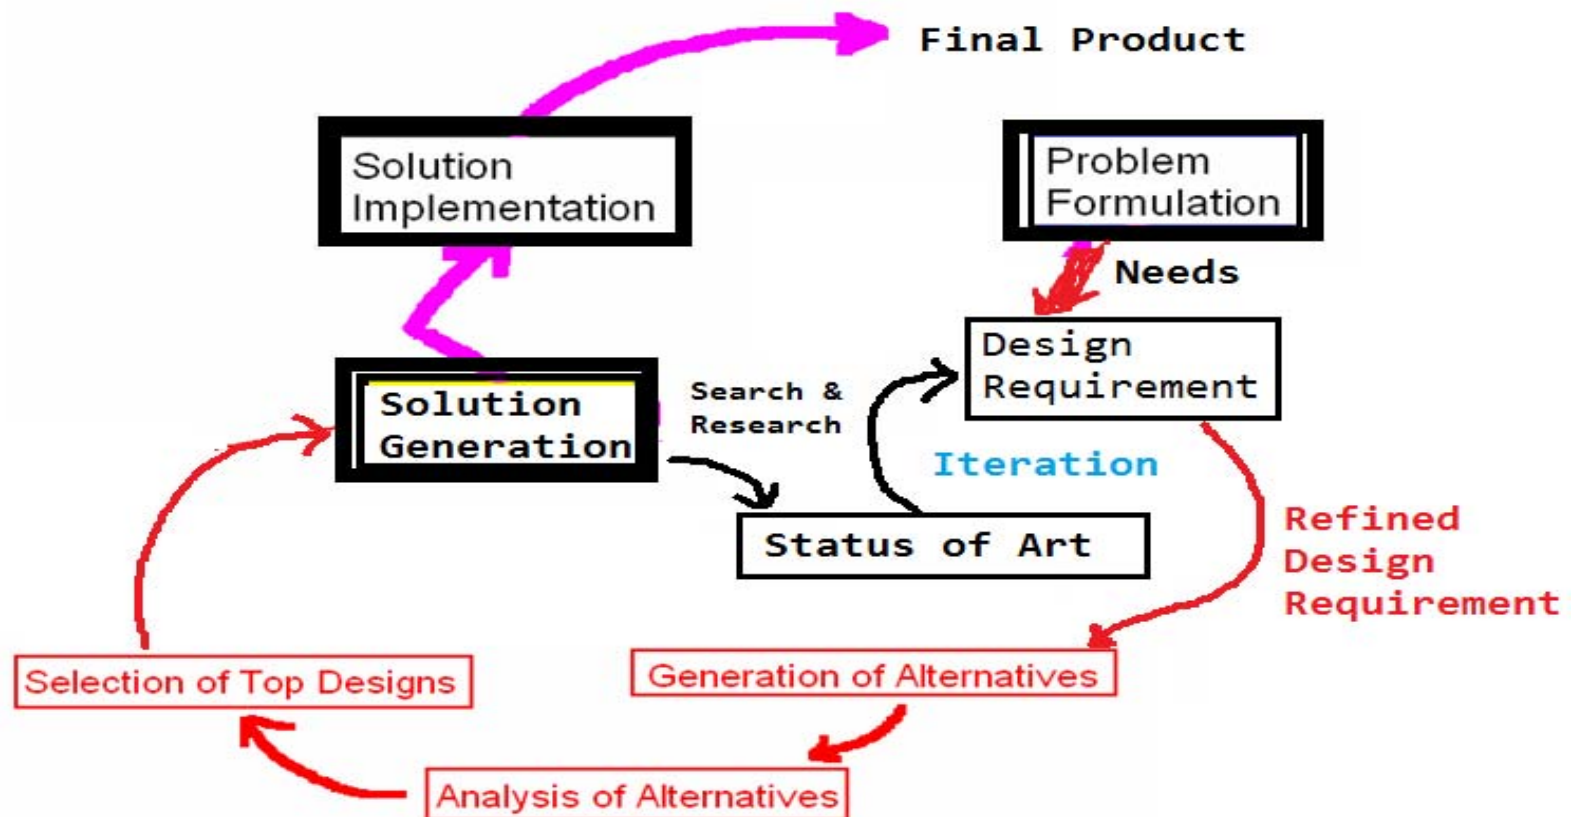 Final Product
Solution
Implementation
Problem
Formulation
Needs
Design
Requirement
Search &
Research
Solution
Generation
Iteration
Status of Art
Refined
Design
Requirement
Generation of Alternatives
Selection of Top Designs
Analysis of Alternatives